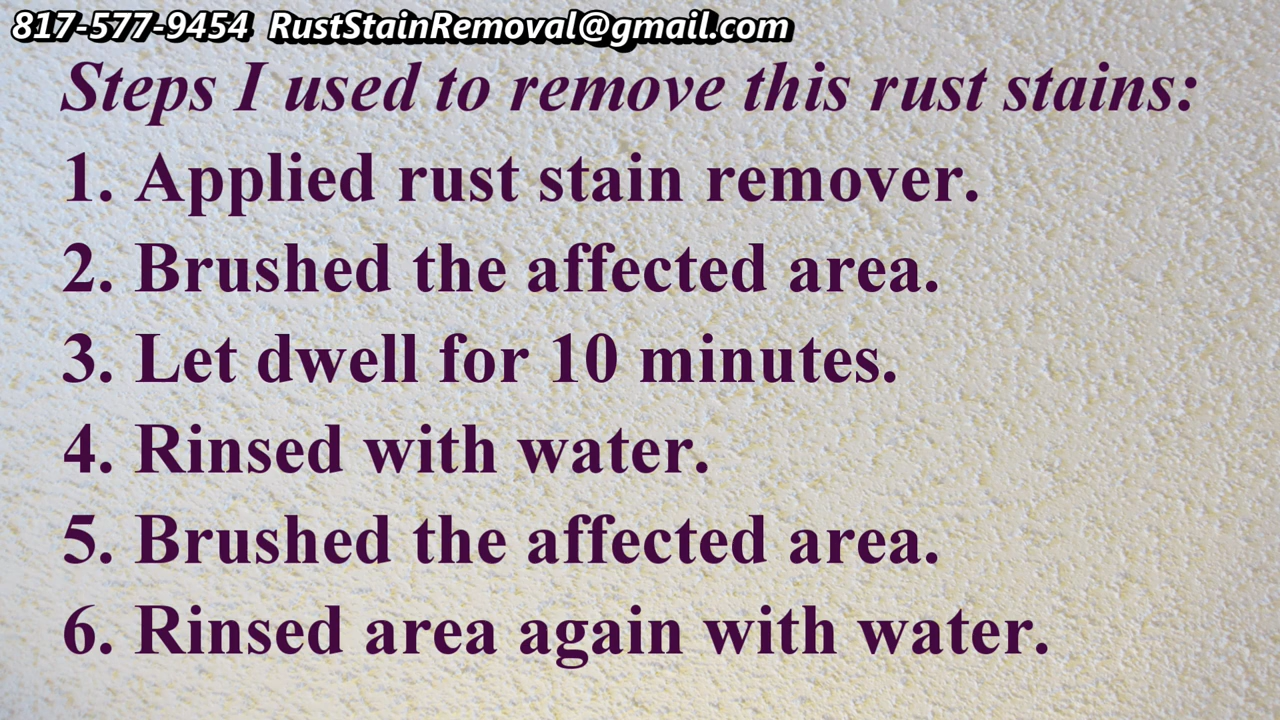 817-577-9454 RustStainRemoval@gmail.com
Steps I used to remove this rust stains:
1. Applied rust stain remover.
2. Brushed the affected area.
3. Let dwell for 10 minutes.
4. Rinsed with water.
5. Brushed the affected area.
6. Rinsed area again with water.